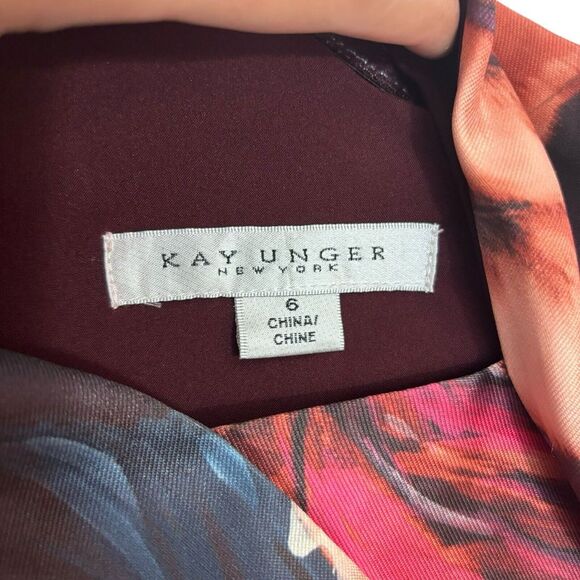 KAY UNGER
NEW YORK
6
CHINA/
CHINE